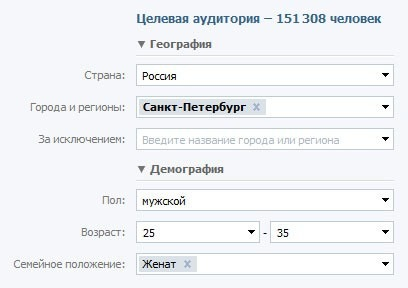 Целевая аудитория – 151 308 человек
▼ География
Страна: Россия
Города и регионы: Санкт-Петербург x
За исключением: Введите название города или региона
▼ Демография
Пол: мужской
Возраст: 25 - 35
Семейное положение: Женат x